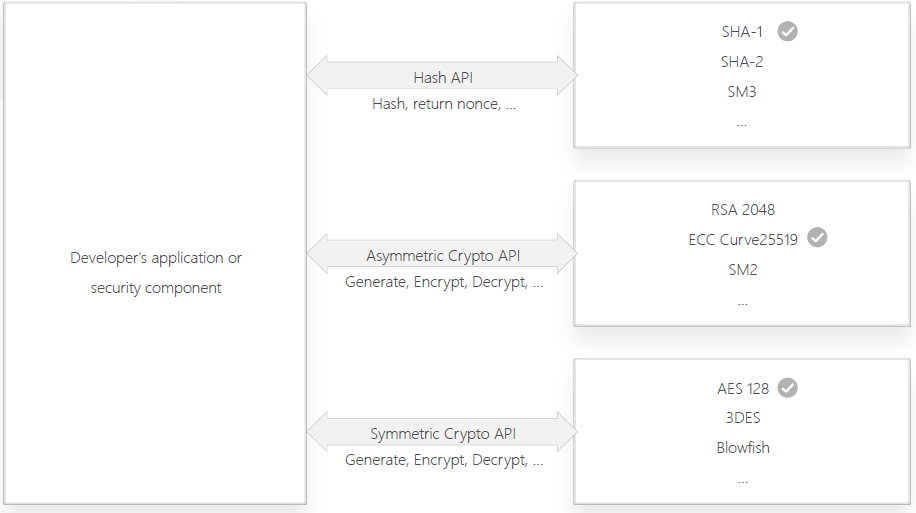 Developer's application or
security component
Hash API
Hash, return nonce, ...
SHA-1
SHA-2
SM3
...
Asymmetric Crypto API
Generate, Encrypt, Decrypt, ...
RSA 2048
ECC Curve25519
SM2
...
Symmetric Crypto API
Generate, Encrypt, Decrypt, ...
AES 128
3DES
Blowfish
...